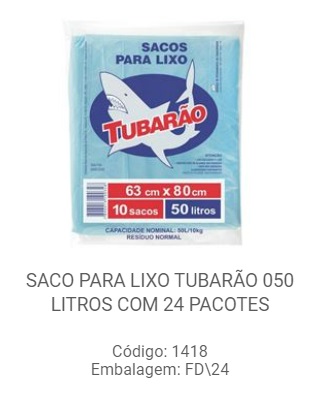 SACOS
PARA LIXO
TUBARÃO
63 cm x 80 cm
10 sacos 50 litros
CAPACIDADE NOMINAL: 50L/10kg
RESÍDUO NORMAL
SACO PARA LIXO TUBARÃO 050
LITROS COM 24 PACOTES
Código: 1418
Embalagem: FD\24